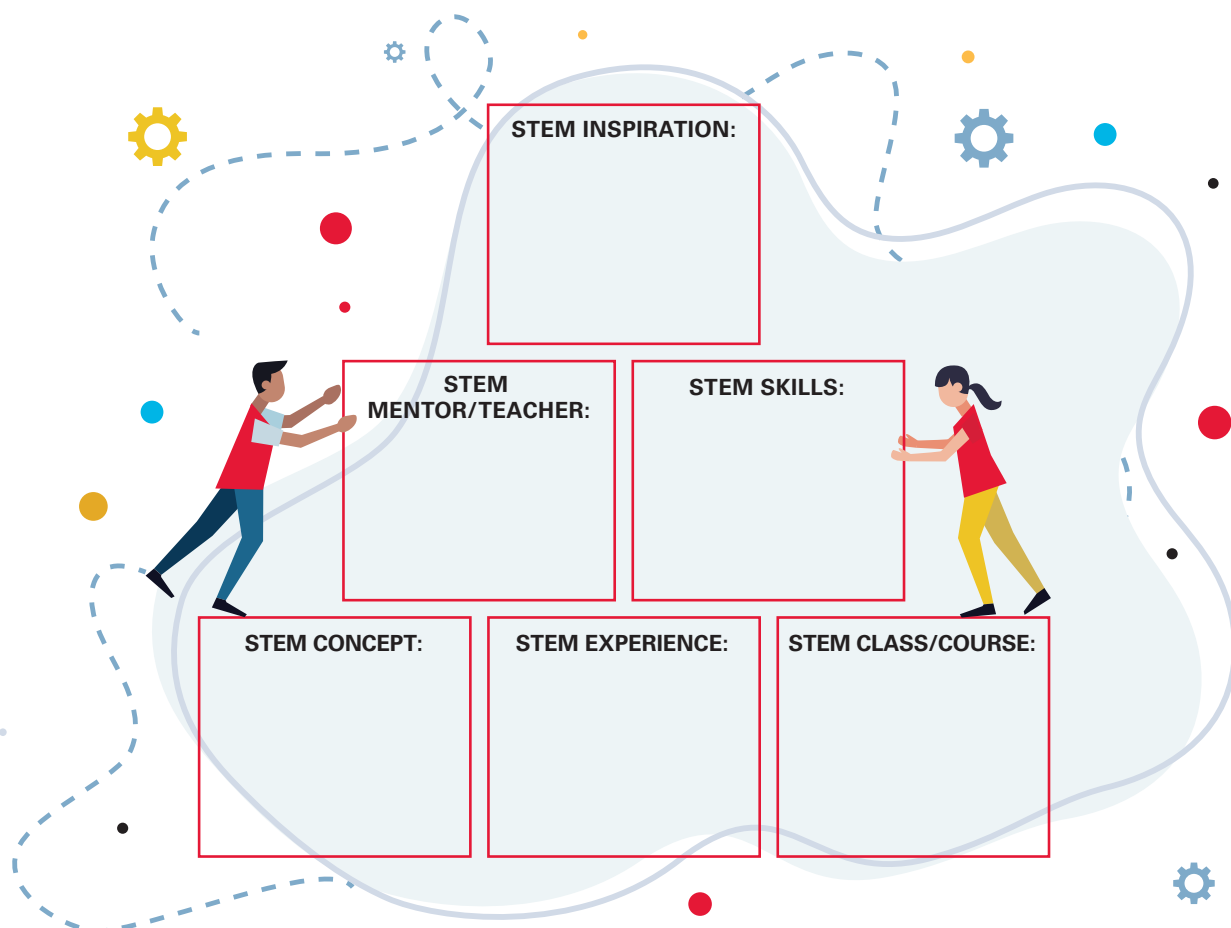 STEM INSPIRATION:
STEM
MENTOR/TEACHER:
STEM SKILLS:
STEM CONCEPT:
STEM EXPERIENCE:
STEM CLASS/COURSE: